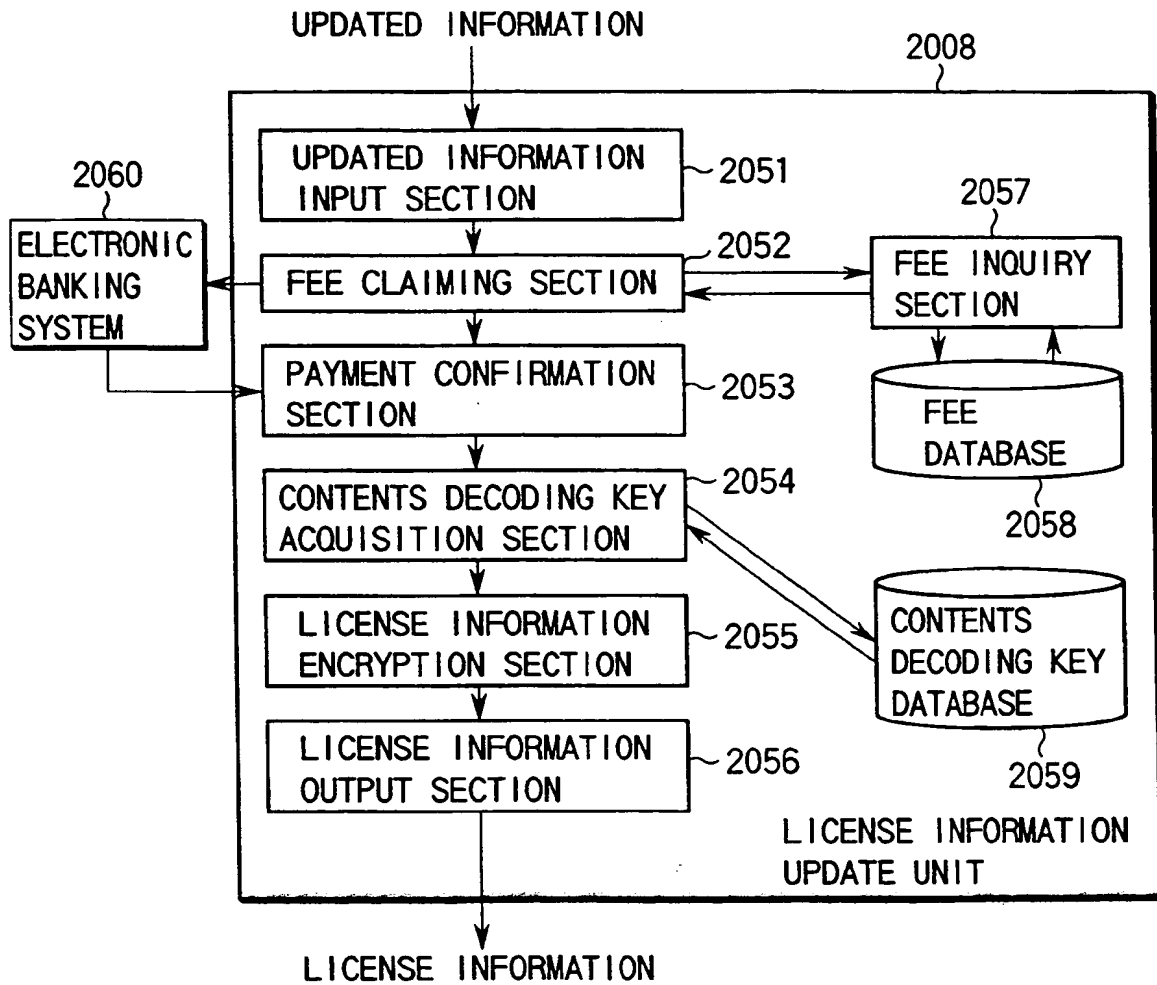 UPDATED INFORMATION
2008
UPDATED INFORMATION
INPUT SECTION
2051
2060
ELECTRONIC
BANKING
SYSTEM
FEE CLAIMING SECTION
2052
2057
FEE INQUIRY
SECTION
PAYMENT CONFIRMATION
SECTION
2053
FEE
DATABASE
2058
CONTENTS DECODING KEY
ACQUISITION SECTION
2054
LICENSE INFORMATION
ENCRYPTION SECTION
2055
CONTENTS
DECODING KEY
DATABASE
2059
LICENSE INFORMATION
OUTPUT SECTION
2056
LICENSE INFORMATION
UPDATE UNIT
LICENSE INFORMATION